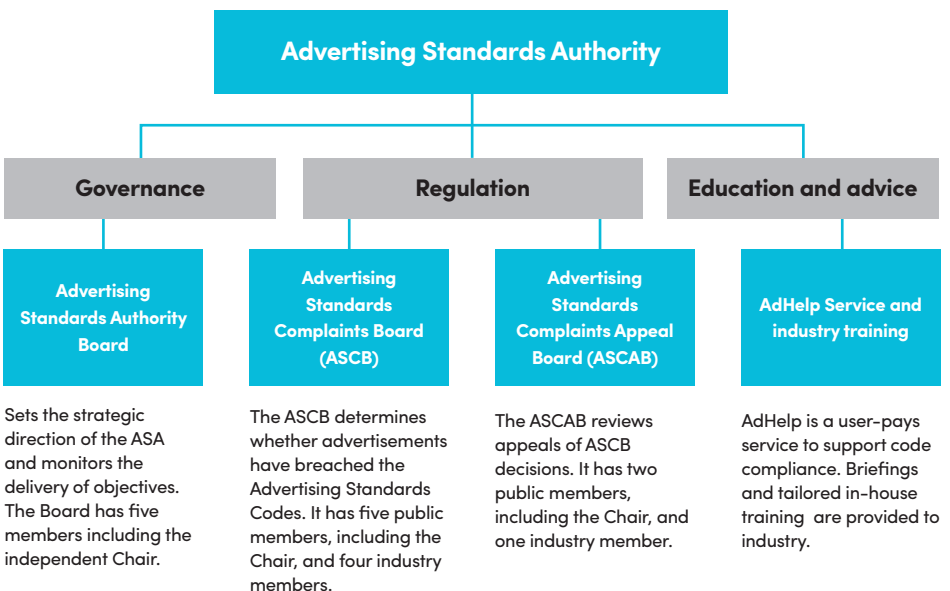 Advertising Standards Authority
Governance
Regulation
Education and advice
Advertising
Standards Authority
Board
Advertising
Standards
Complaints Board
(ASCB)
Advertising
Standards
Complaints Appeal
Board (ASCAB)
AdHelp Service and
industry training
Sets the strategic
direction of the ASA
and monitors the
delivery of objectives.
The Board has five
members including the
independent Chair.
The ASCB determines
whether advertisements
have breached the
Advertising Standards
Codes. It has five public
members, including the
Chair, and four industry
members.
The ASCAB reviews
appeals of ASCB
decisions. It has two
public members,
including the Chair, and
one industry member.
AdHelp is a user-pays
service to support code
compliance. Briefings
and tailored in-house
training  are provided to
industry.